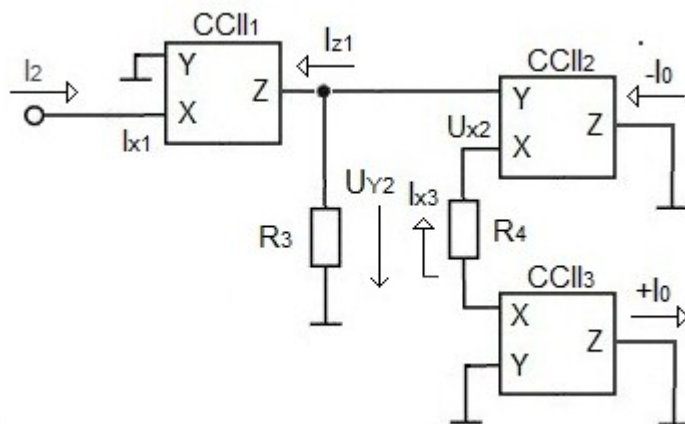 CCII1
Iz1
I2
Y
X
Z
Ix1
CCII2
-I0
Y
X
Z
Ux2
UY2
Ix3
R3
R4
CCII3
+I0
X
Y
Z